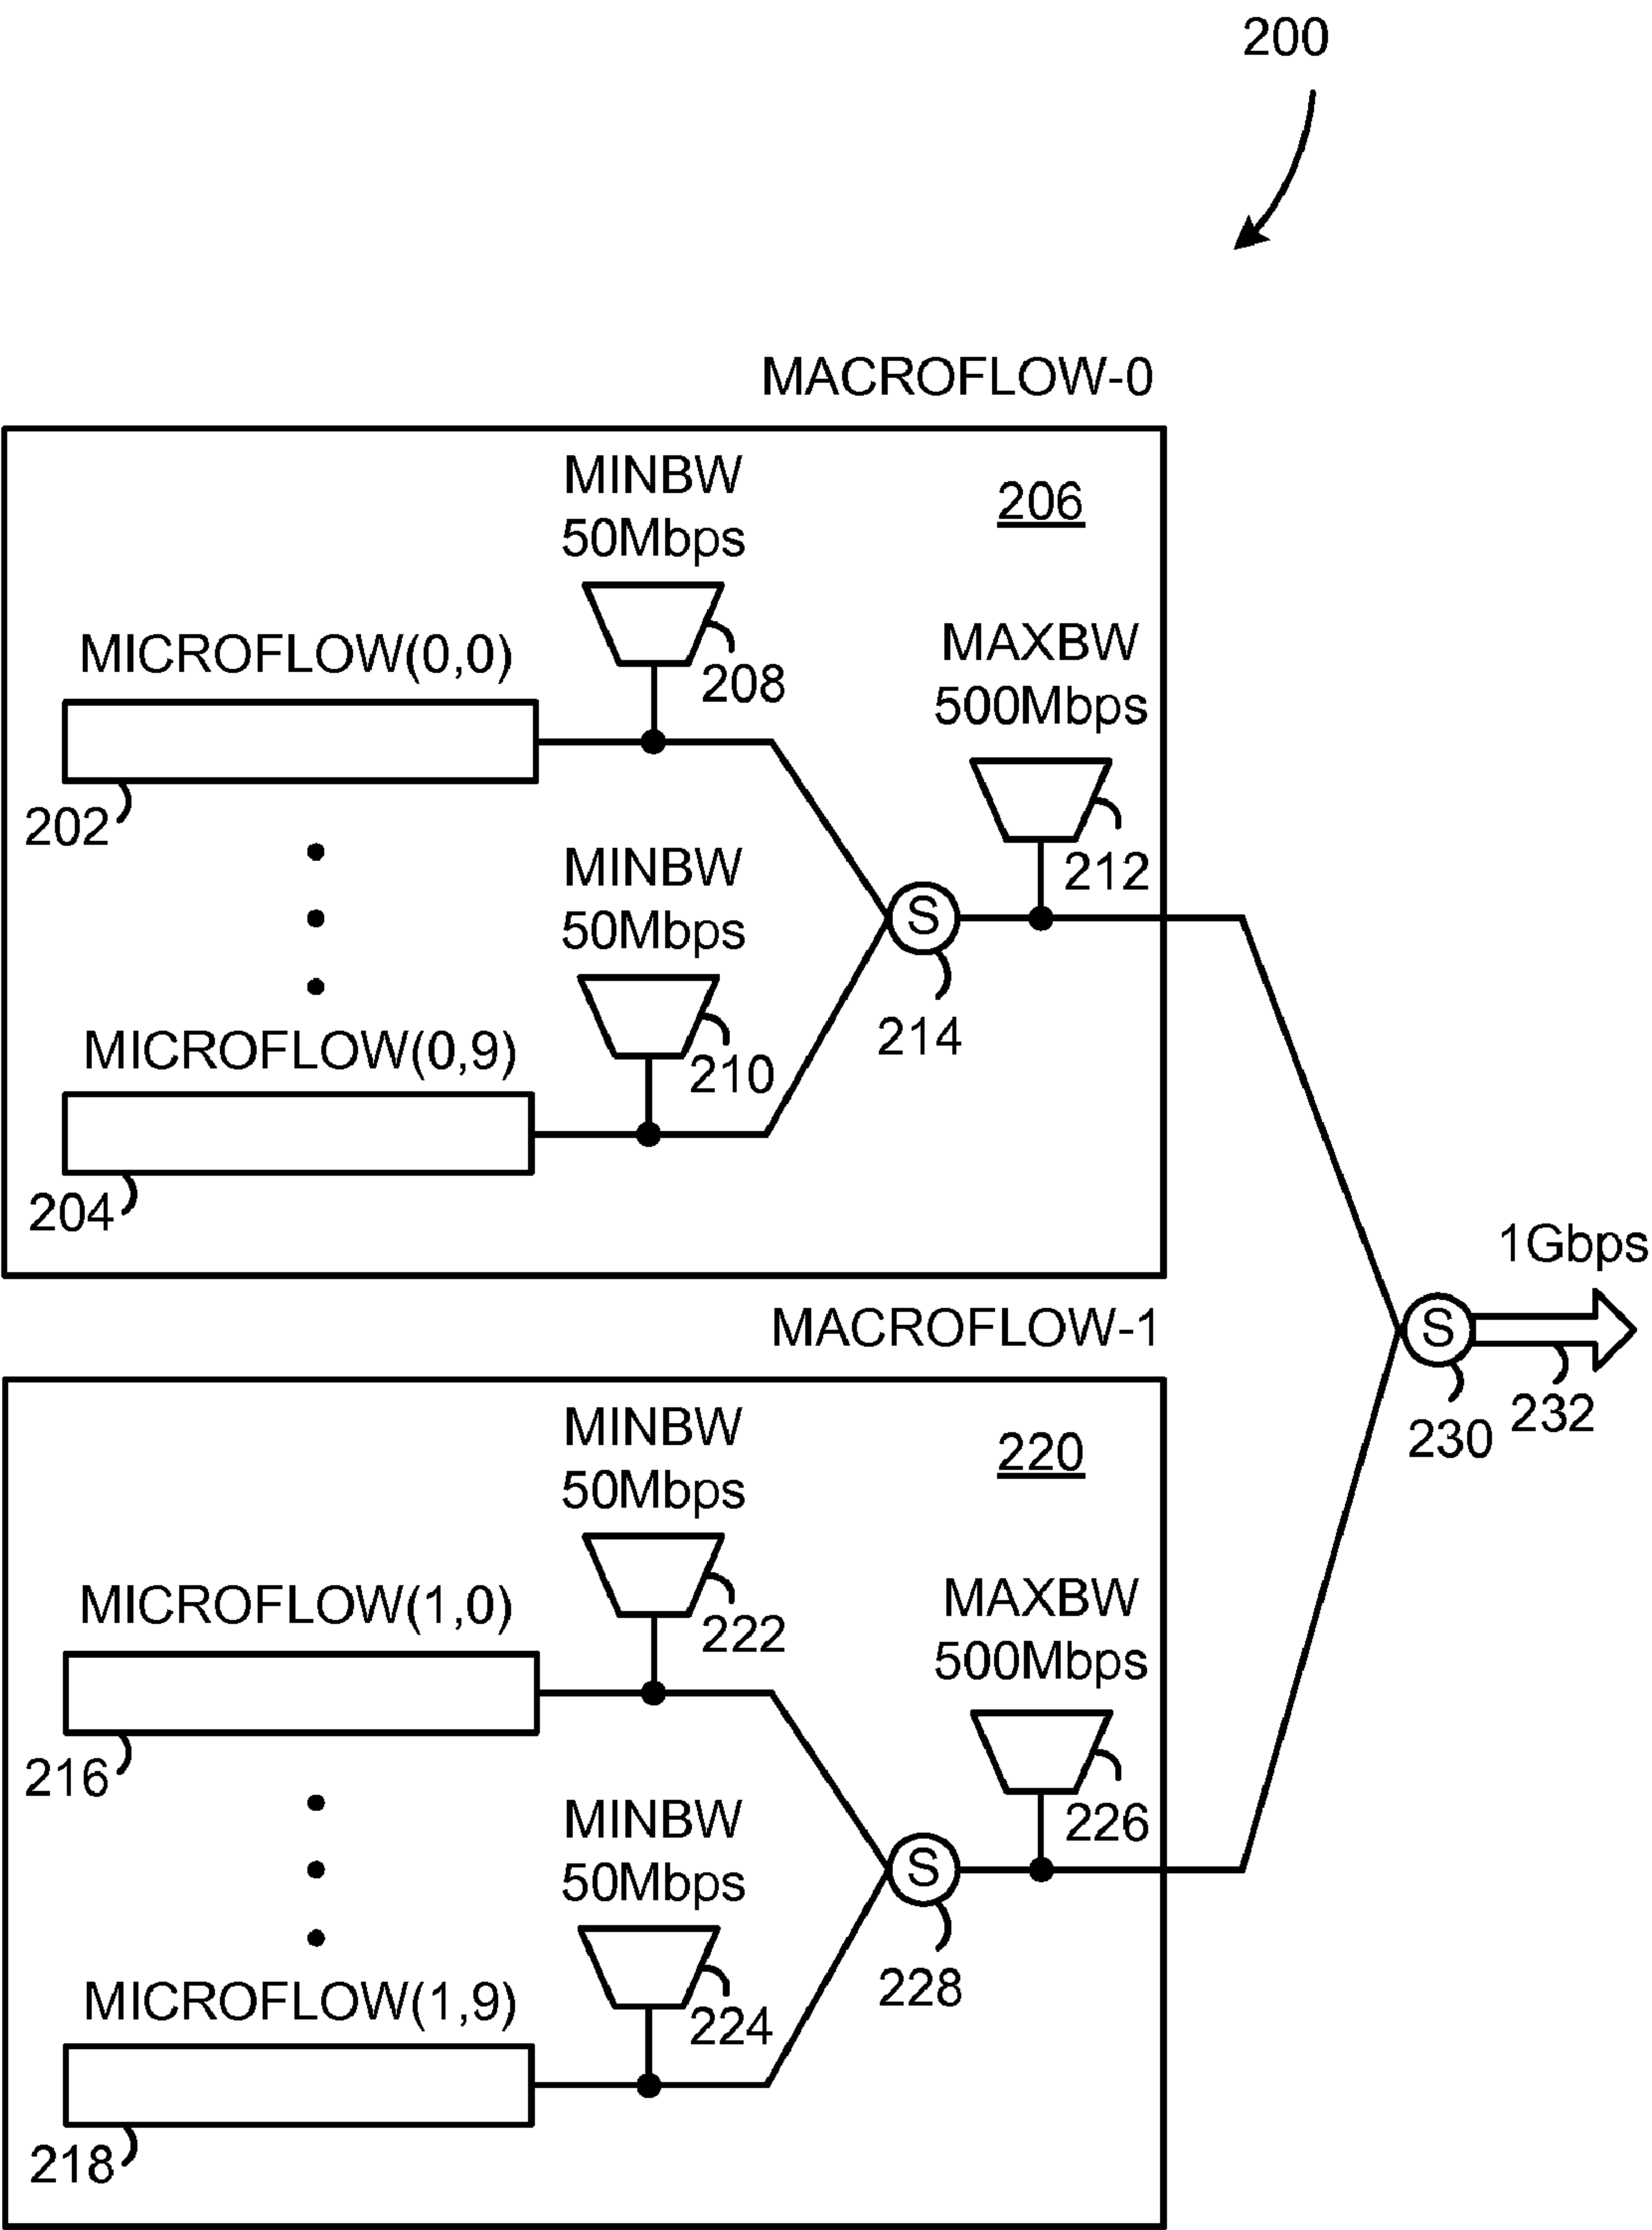 200
MACROFLOW-0
MINBW
50Mbps
206
208
MICROFLOW(0,0)
202
MAXBW
500Mbps
212
MINBW
50Mbps
210
214
MICROFLOW(0,9)
204
1Gbps
S
S
230
232
MACROFLOW-1
MINBW
50Mbps
220
222
MICROFLOW(1,0)
216
MAXBW
500Mbps
226
MINBW
50Mbps
224
S
228
MICROFLOW(1,9)
218